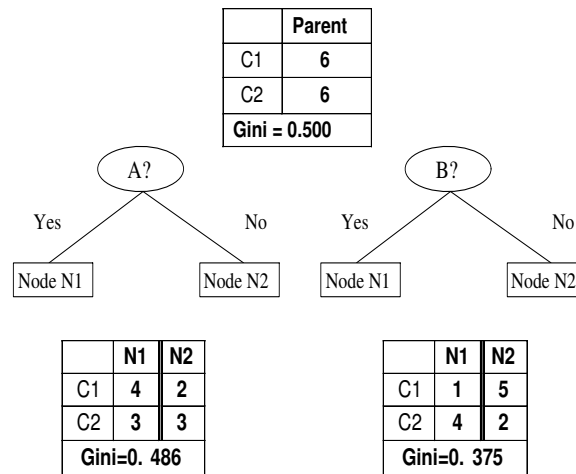 Parent
C1 6
C2 6
Gini = 0.500
A? B?
Yes No Yes No
Node N1 Node N2 Node N1 Node N2
N1 N2 N1 N2
C1 4 2 C1 1 5
C2 3 3 C2 4 2
Gini=0. 486 Gini=0. 375